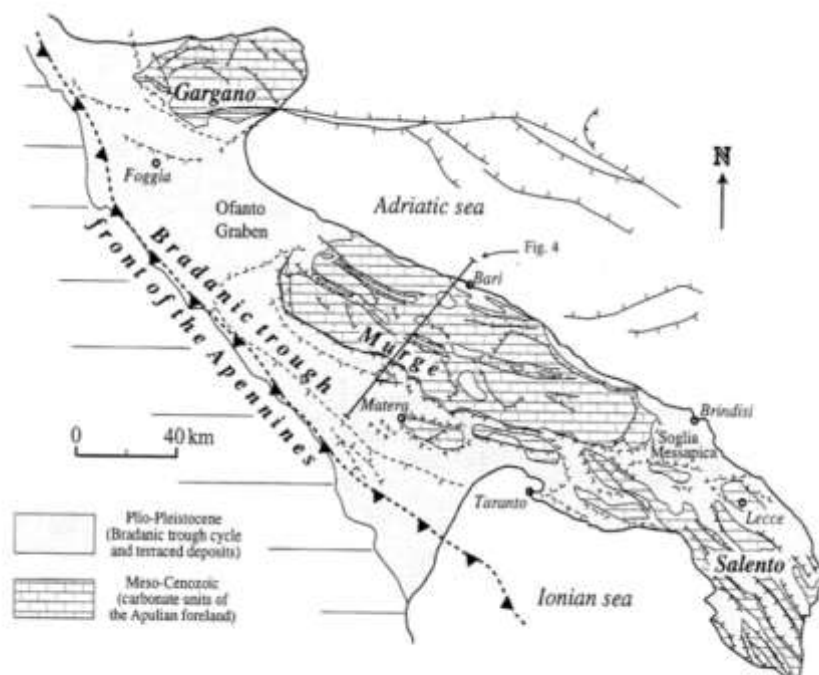 Gargano
N
Foggia
Ofanto
Graben
Adriatic sea
Fig. 4
Bari
Bradanic trough
front of the Apennines
Murge
Matera
Brindisi
0 40 km
Soglia
Messapica
Taranto
Lecce
Plio-Pleistocene
(Bradanic trough cycle
and terraced deposits)
Salento
Meso-Cenozoic
(carbonate units of
the Apulian foreland)
Ionian sea